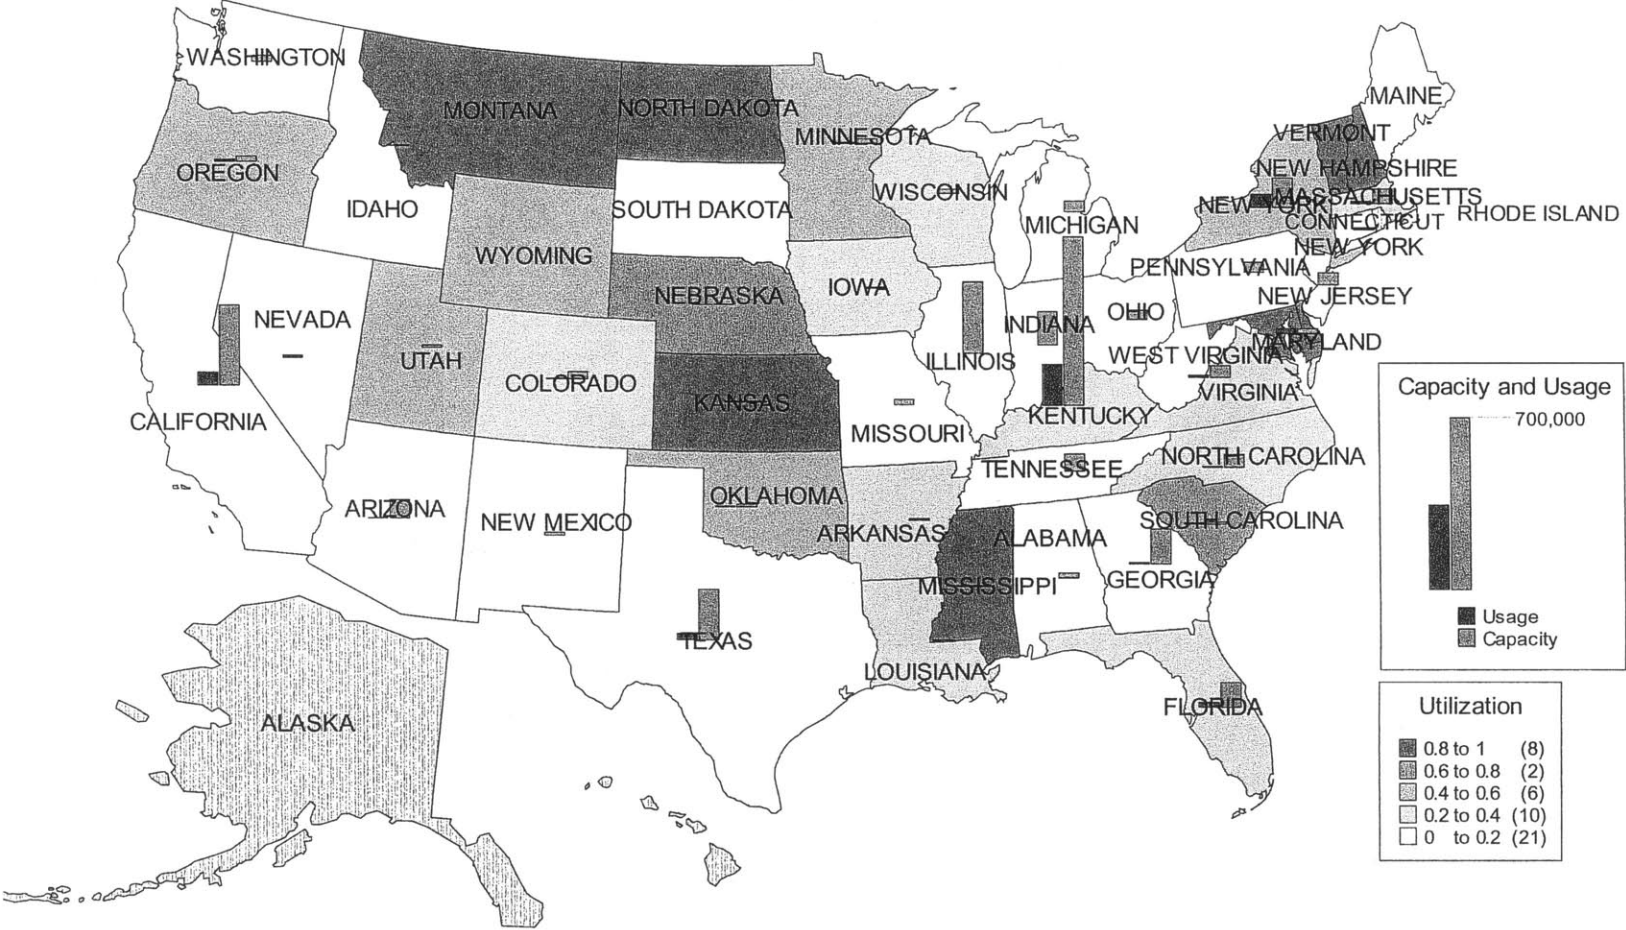 WASHINGTON
MAINE
MONTANA
NORTH DAKOTA
VERMONT
MINNESOTA
NEW HAMPSHIRE
OREGON
WISCONSIN
MASSACHUSETTS
IDAHO
SOUTH DAKOTA
NEW YORK
RHODE ISLAND
MICHIGAN
CONNECTICUT
NEW YORK
WYOMING
PENNSYLVANIA
IOWA
NEBRASKA
NEW JERSEY
NEVADA
INDIANA
OHIO
MARYLAND
UTAH
ILLINOIS
WEST VIRGINIA
COLORADO
VIRGINIA
KANSAS
KENTUCKY
CALIFORNIA
MISSOURI
TENNESSEE
NORTH CAROLINA
OKLAHOMA
ARIZONA
NEW MEXICO
SOUTH CAROLINA
ARKANSAS
ALABAMA
MISSISSIPPI
GEORGIA
TEXAS
LOUISIANA
FLORIDA
ALASKA
Capacity and Usage
700,000
Usage
Capacity
Utilization
0.8 to 1 (8)
0.6 to 0.8 (2)
0.4 to 0.6 (6)
0.2 to 0.4 (10)
0 to 0.2 (21)